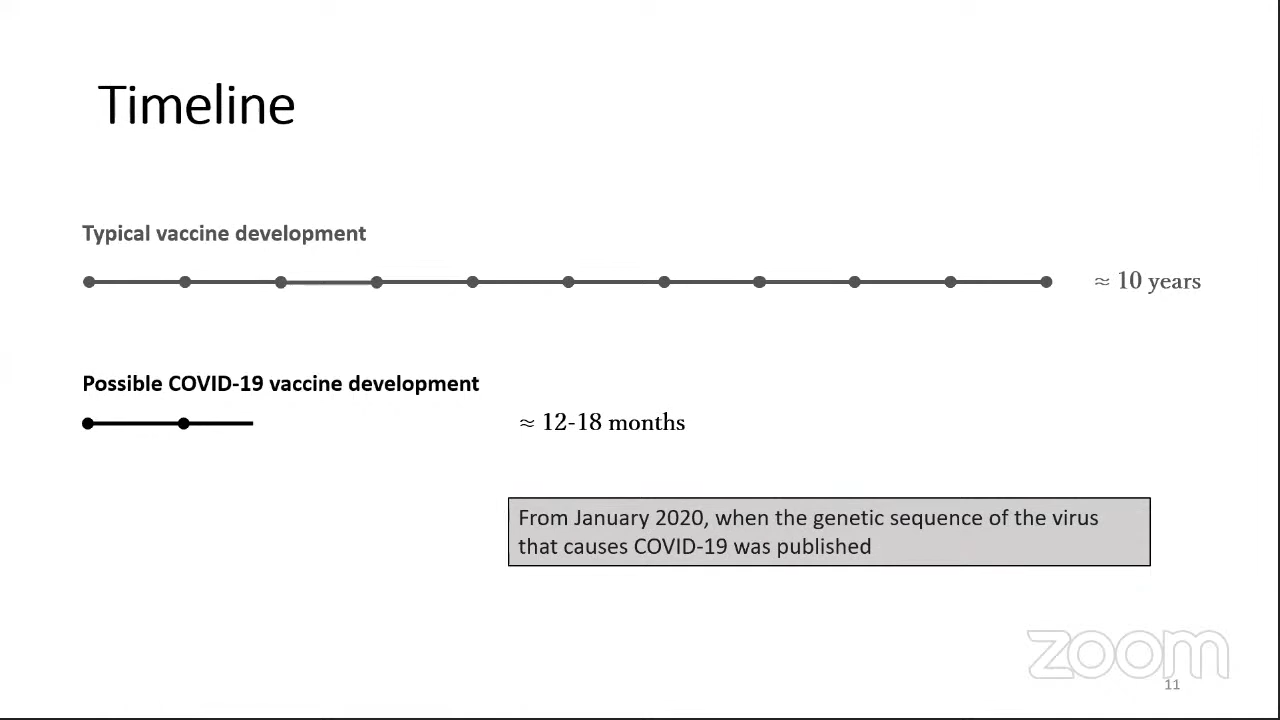 Timeline
Typical vaccine development
≈ 10 years
Possible COVID-19 vaccine development
≈ 12-18 months
From January 2020, when the genetic sequence of the virus
that causes COVID-19 was published
zoom
11